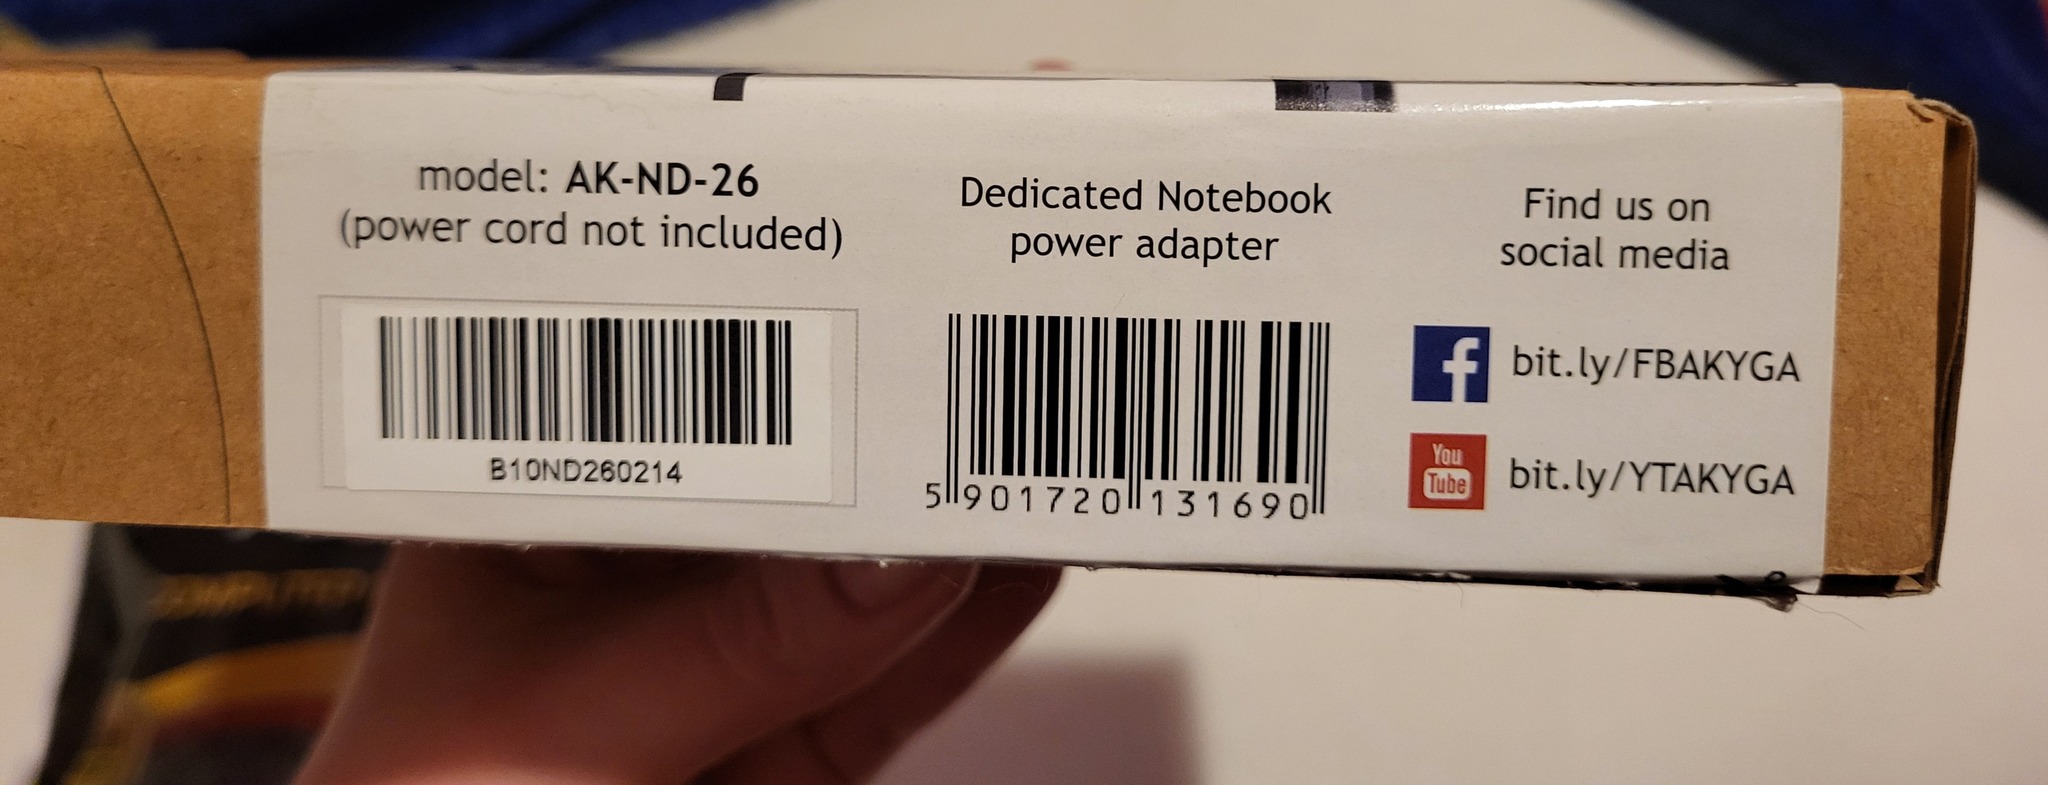 model: AK-ND-26
(power cord not included)
B10ND260214
Dedicated Notebook
power adapter
5 901720 131690
Find us on
social media
f bit.ly/FBAKYGA
You
Tube
bit.ly/YTAKYGA